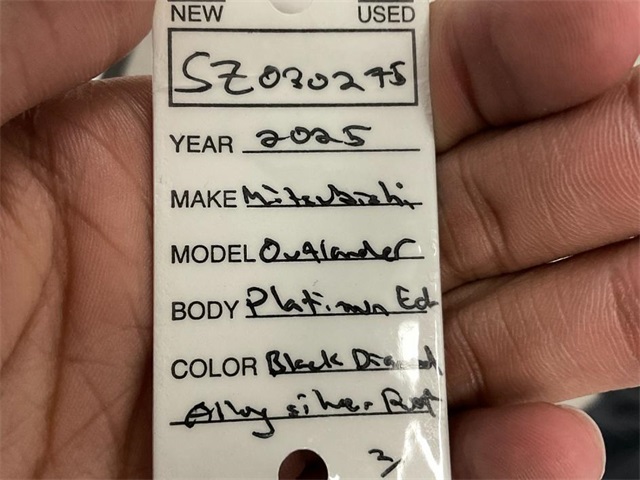 NEW USED
SZ030275
YEAR 2025
MAKE Mitsubishi
MODEL Outlander
BODY Platinum Ed
COLOR Black Diamond
Alloy silver Roof